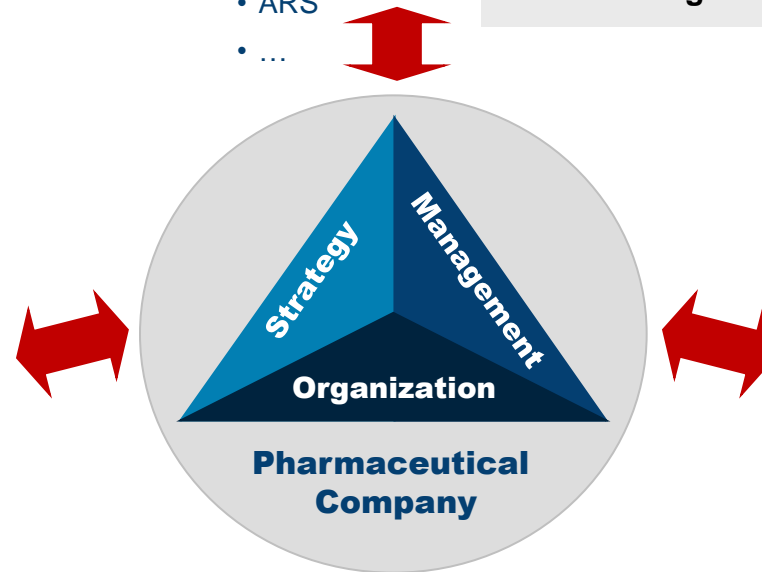 • ARS
• …
Strategy
Management
Organization
Pharmaceutical
Company